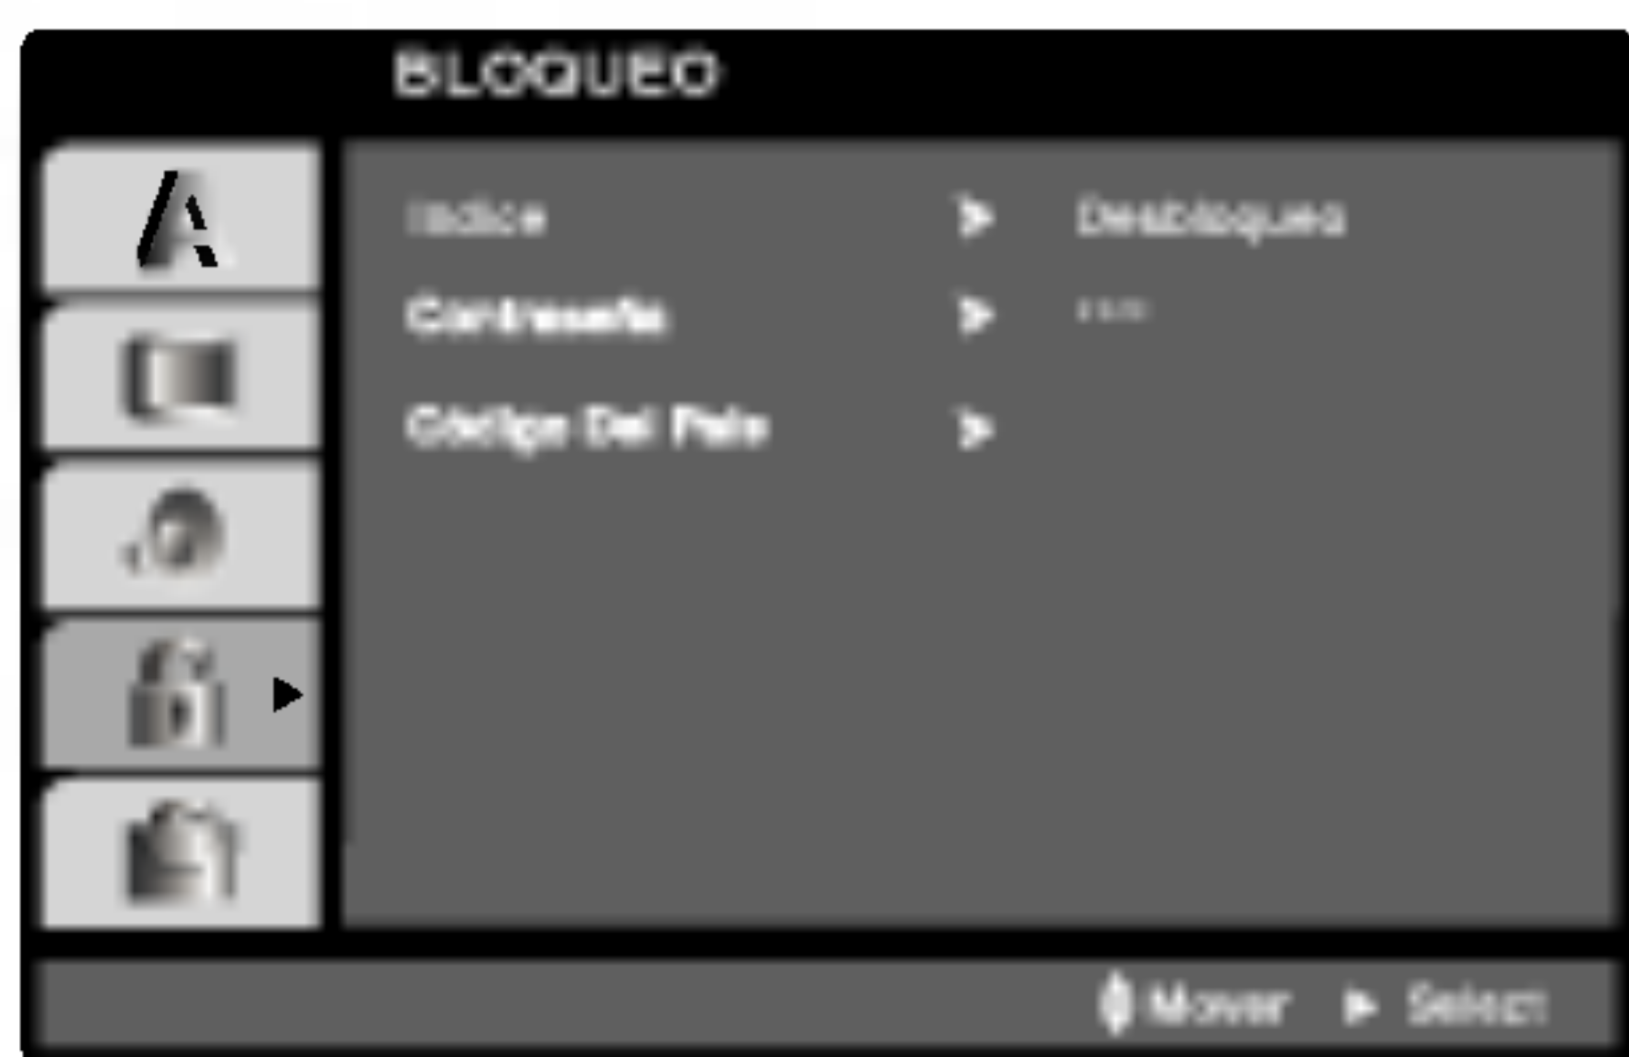 BLOQUEO
A
Indice Desbloquea
Contraseña
Código Del País
Mover Select